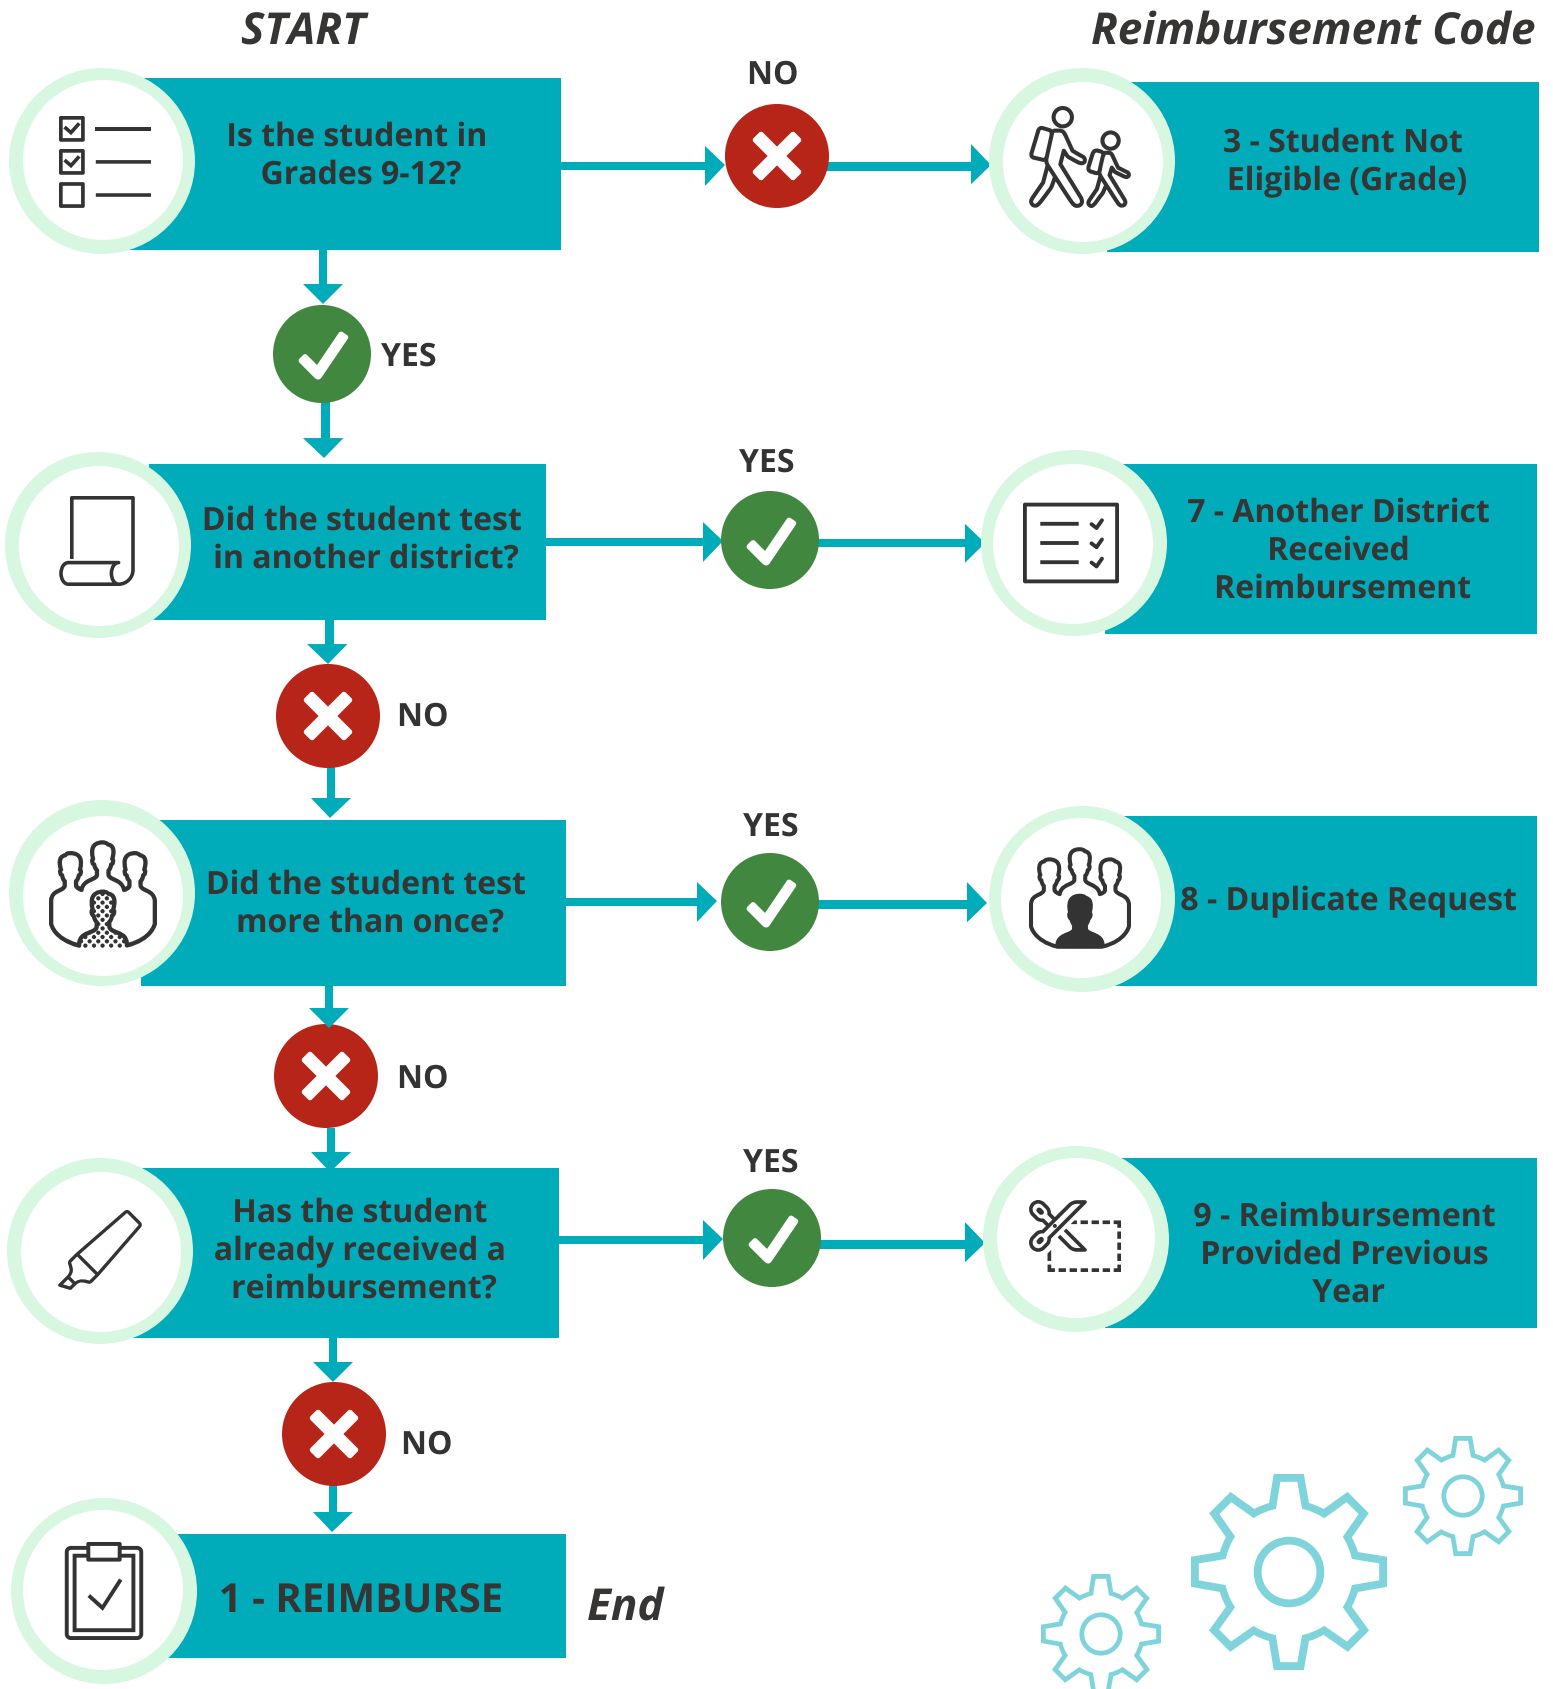 START
Reimbursement Code
Is the student in
Grades 9-12?
NO
3 - Student Not
Eligible (Grade)
YES
Did the student test
in another district?
YES
7 - Another District
Received
Reimbursement
NO
Did the student test
more than once?
YES
8 - Duplicate Request
NO
Has the student
already received a
reimbursement?
YES
9 - Reimbursement
Provided Previous
Year
NO
1 - REIMBURSE
End